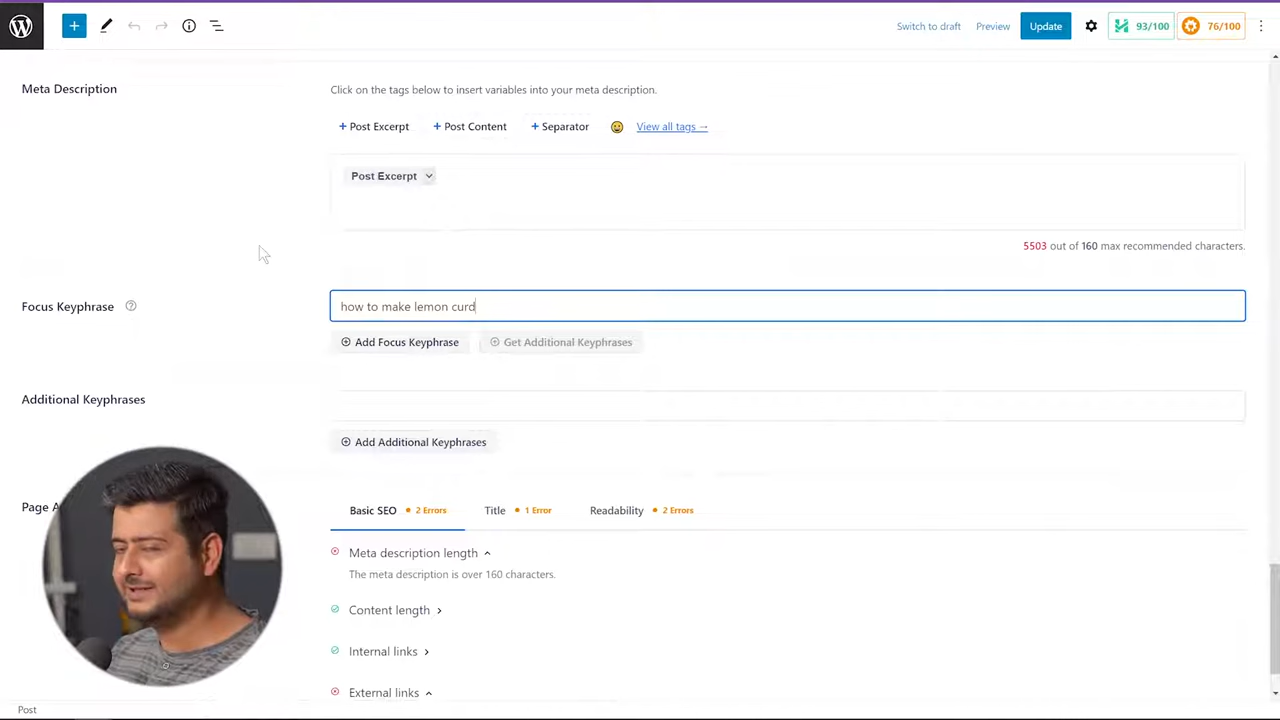 Switch to draft Preview Update 93/100 76/100
Meta Description
Click on the tags below to insert variables into your meta description.
+ Post Excerpt + Post Content + Separator View all tags →
Post Excerpt
5503 out of 160 max recommended characters.
Focus Keyphrase
how to make lemon curd
Add Focus Keyphrase Get Additional Keyphrases
Additional Keyphrases
Add Additional Keyphrases
Page A
Basic SEO • 2 Errors Title • 1 Error Readability • 2 Errors
Meta description length
The meta description is over 160 characters.
Content length
Internal links
External links
Post